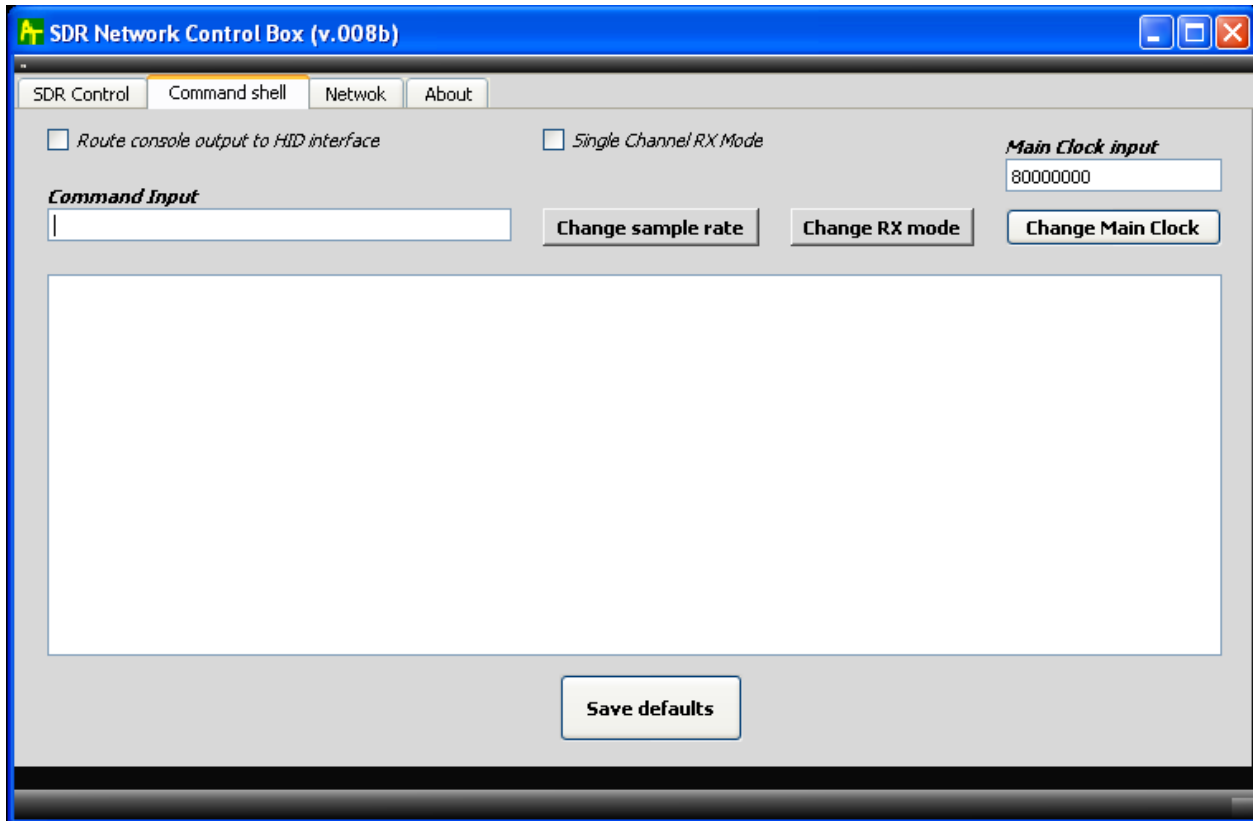 SDR Network Control Box (v.008b)
SDR Control
Command shell
Netwok
About
Route console output to HID interface
Single Channel RX Mode
Main Clock input
80000000
Command Input
Change sample rate
Change RX mode
Change Main Clock
Save defaults